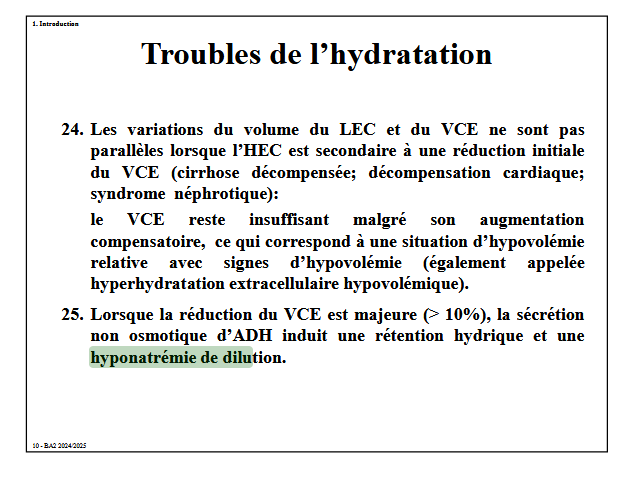 1. Introduction
Troubles de l’hydratation
24. Les variations du volume du LEC et du VCE ne sont pas
parallèles lorsque l’HEC est secondaire à une réduction initiale
du VCE (cirrhose décompensée; décompensation cardiaque;
syndrome néphrotique):
le VCE reste insuffisant malgré son augmentation
compensatoire, ce qui correspond à une situation d’hypovolémie
relative avec signes d’hypovolémie (également appelée
hyperhydratation extracellulaire hypovolémique).
25. Lorsque la réduction du VCE est majeure (> 10%), la sécrétion
non osmotique d’ADH induit une rétention hydrique et une
hyponatrémie de dilution.
10 - BA2 2024/2025